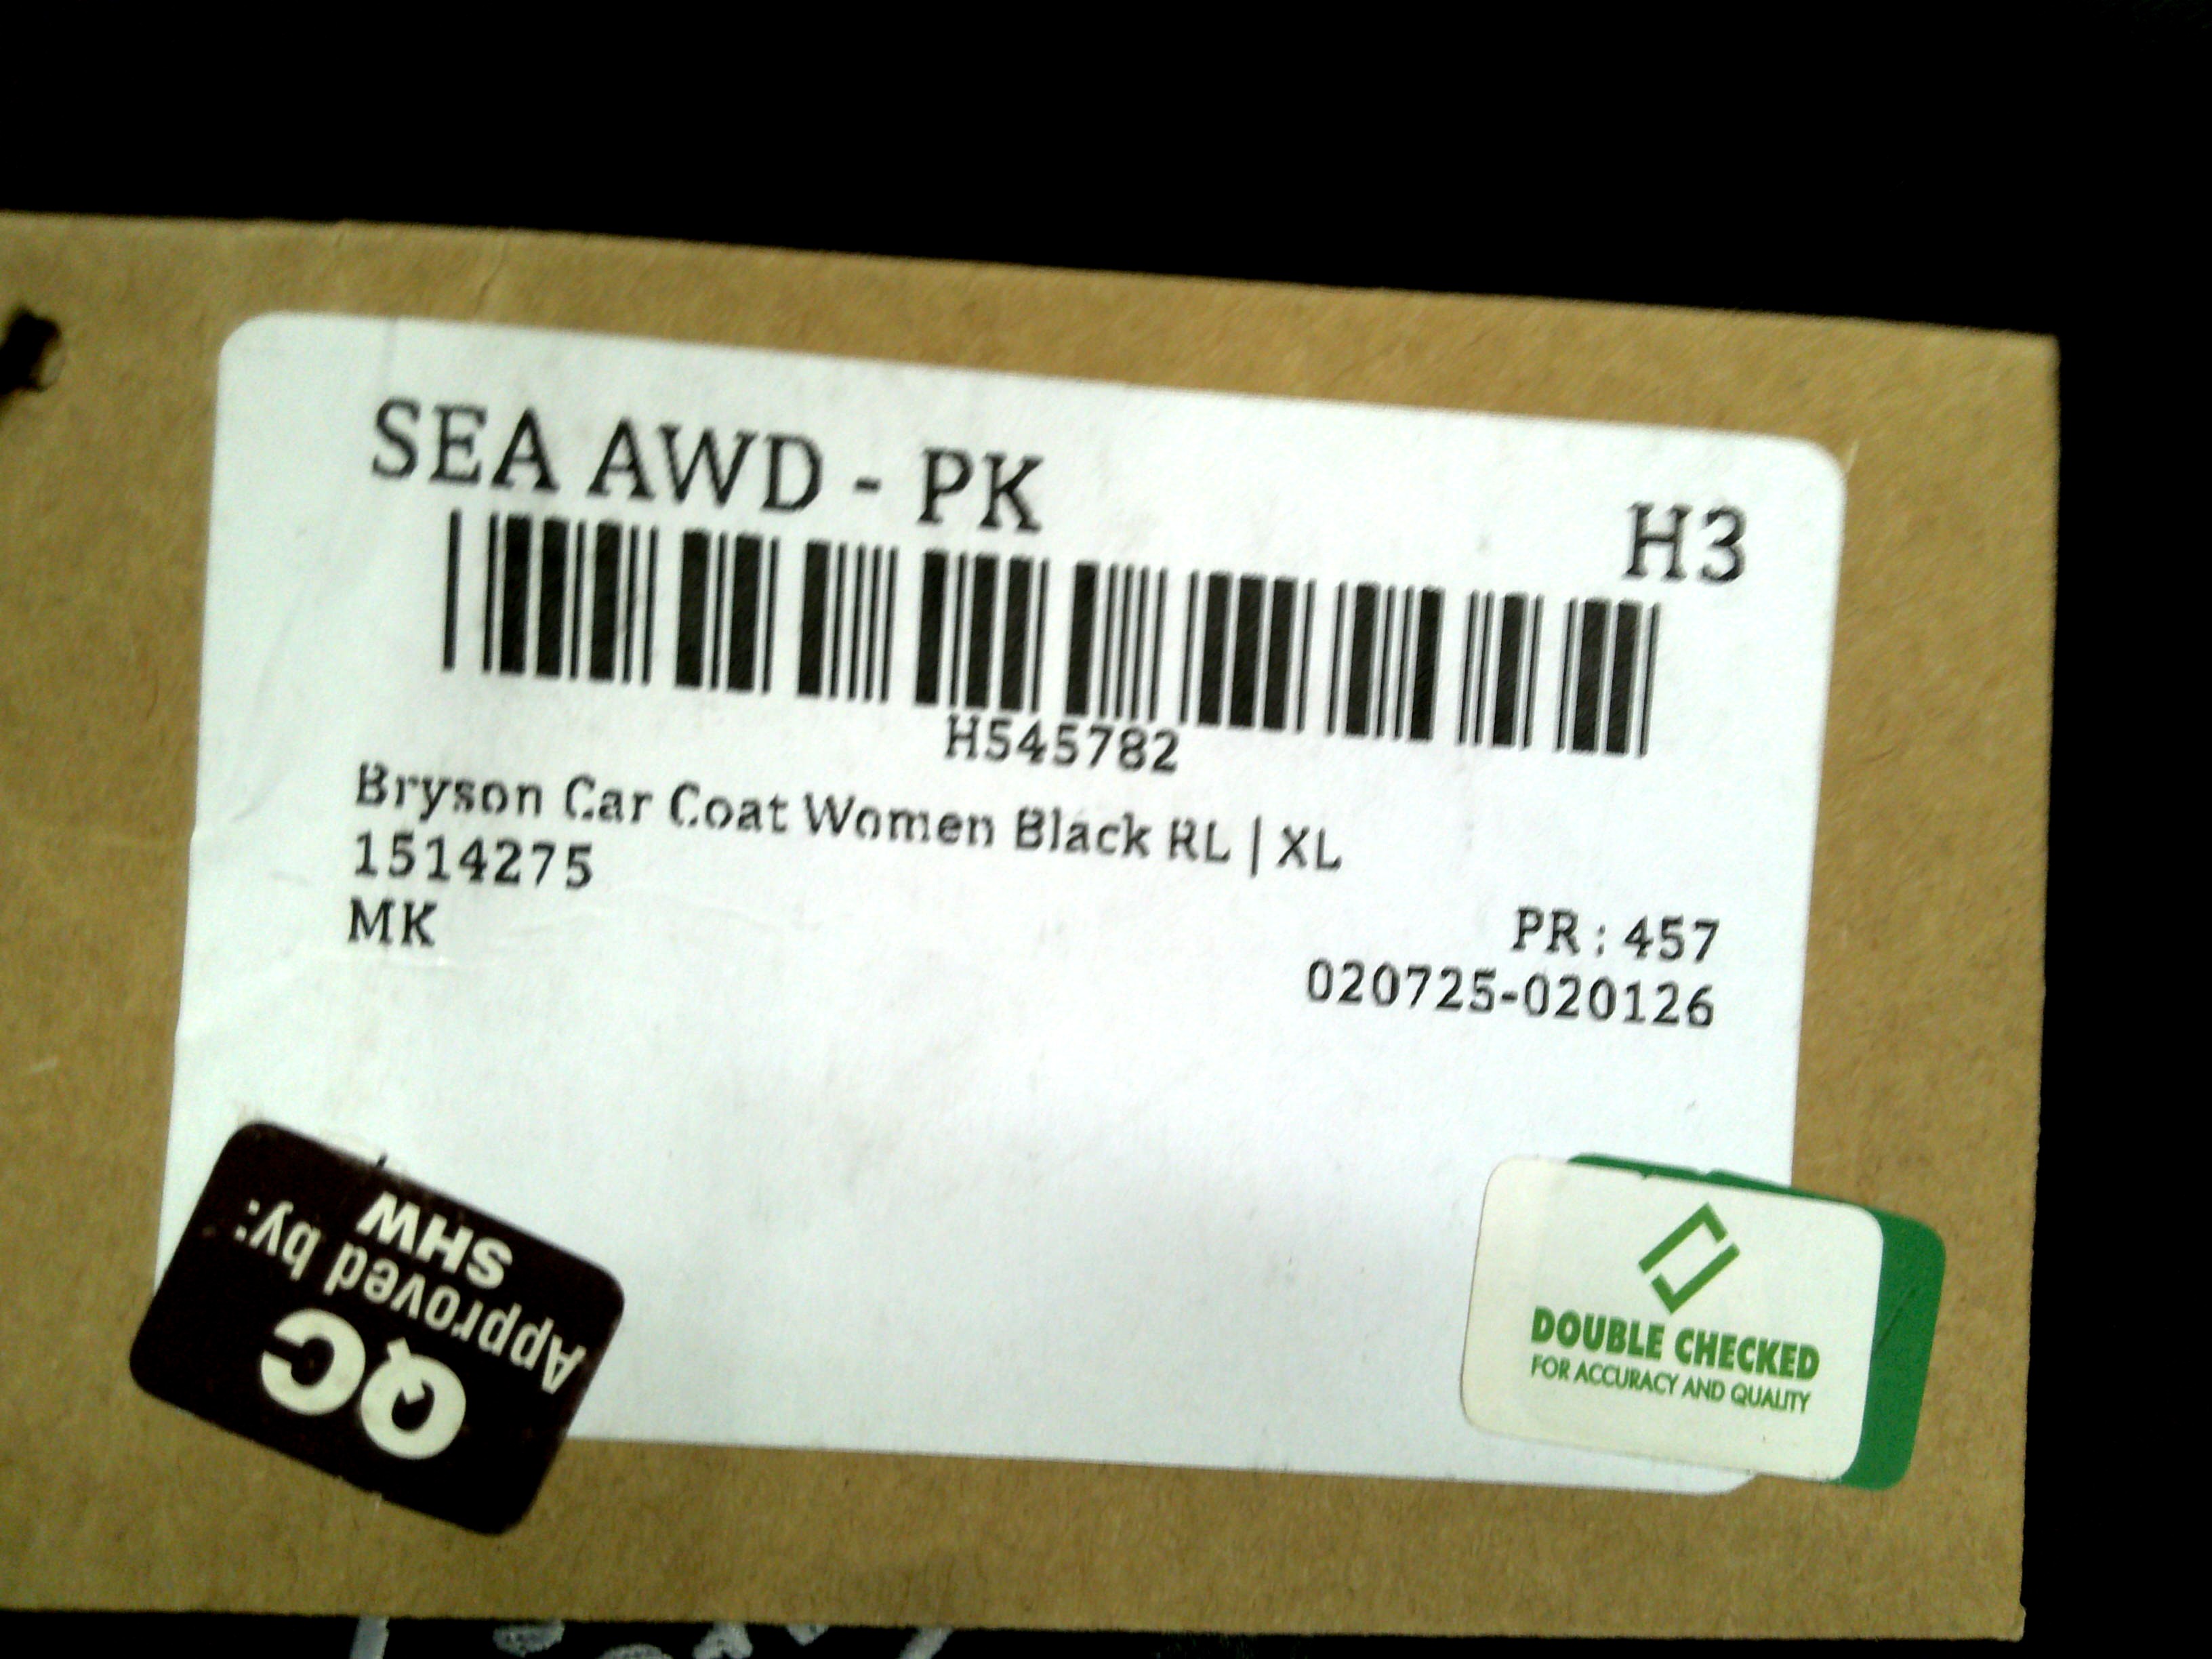 SEA AWD - PK
H3
H545782
Bryson Car Coat Women Black RL | XL
1514275
MK
PR : 457
020725-020126
QC
Approved by:
SHW
DOUBLE CHECKED
FOR ACCURACY AND QUALITY